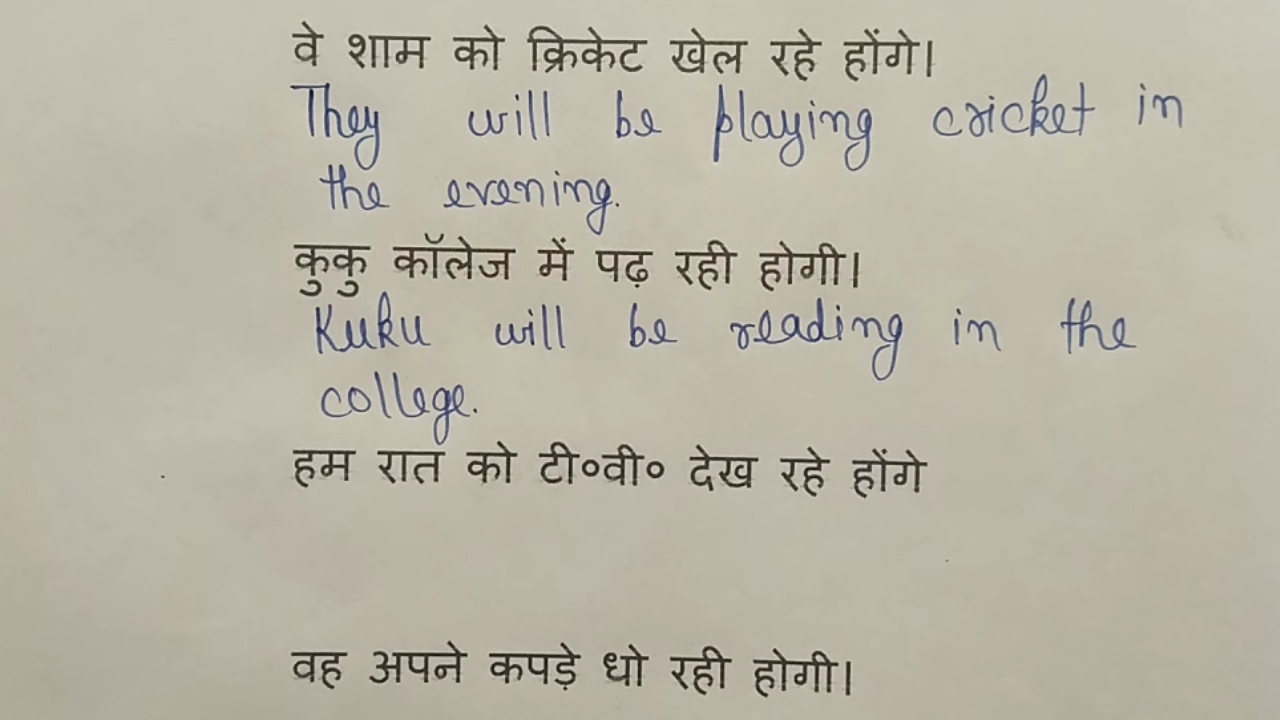 वे शाम को क्रिकेट खेल रहे होंगे।
They will be playing cricket in
the evening.
कुकु कॉलेज में पढ़ रही होगी।
Kuku will be reading in the
college.
हम रात को टी०वी० देख रहे होंगे
वह अपने कपड़े धो रही होगी।